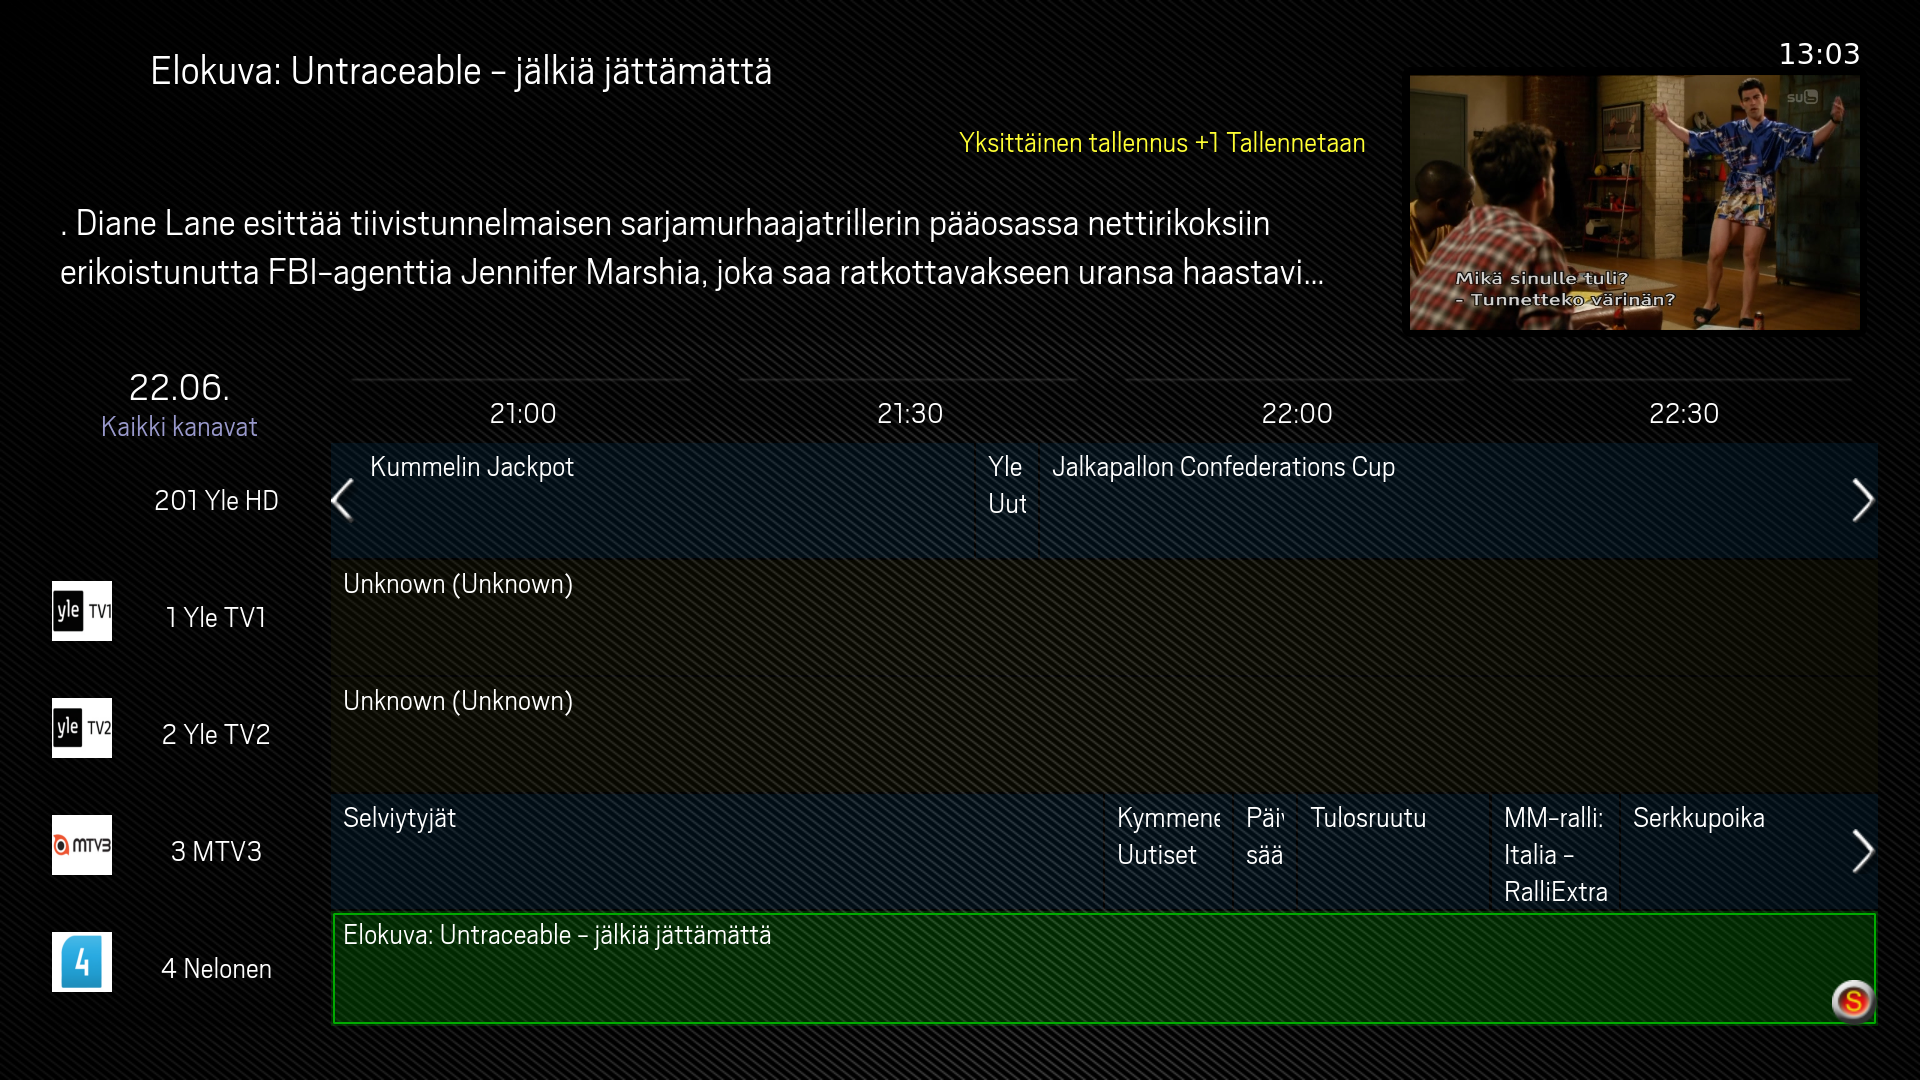 Elokuva: Untraceable - jälkiä jättämättä
13:03
Yksittäinen tallennus +1 Tallennetaan
sub
. Diane Lane esittää tiivistunnelmaisen sarjamurhaajatrillerin pääosassa nettirikoksiin
erikoistunutta FBI-agenttia Jennifer Marshia, joka saa ratkottavakseen uransa haastavi...
Mikä sinulle tuli?
- Tunnetteko värinän?
22.06.
Kaikki kanavat
21:00
21:30
22:00
22:30
201 Yle HD
Kummelin Jackpot
Yle
Uut
Jalkapallon Confederations Cup
yle TV1
1 Yle TV1
Unknown (Unknown)
yle TV2
2 Yle TV2
Unknown (Unknown)
MTV3
3 MTV3
Selviytyjät
Kymmene
Uutiset
Päiv
sää
Tulosruutu
MM-ralli:
Italia -
RalliExtra
Serkkupoika
4
4 Nelonen
Elokuva: Untraceable - jälkiä jättämättä
S